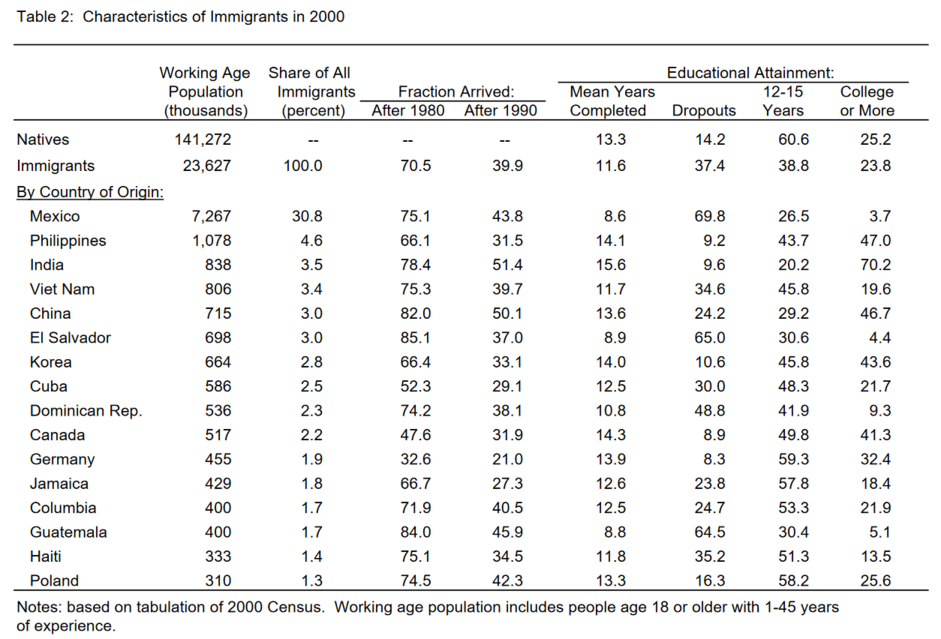 Table 2: Characteristics of Immigrants in 2000
Working Age Share of All Educational Attainment:
Population Immigrants Fraction Arrived: Mean Years 12-15 College
(thousands) (percent) After 1980 After 1990 Completed Dropouts Years or More
Natives 141,272 -- -- -- 13.3 14.2 60.6 25.2
Immigrants 23,627 100.0 70.5 39.9 11.6 37.4 38.8 23.8
By Country of Origin:
Mexico 7,267 30.8 75.1 43.8 8.6 69.8 26.5 3.7
Philippines 1,078 4.6 66.1 31.5 14.1 9.2 43.7 47.0
India 838 3.5 78.4 51.4 15.6 9.6 20.2 70.2
Viet Nam 806 3.4 75.3 39.7 11.7 34.6 45.8 19.6
China 715 3.0 82.0 50.1 13.6 24.2 29.2 46.7
El Salvador 698 3.0 85.1 37.0 8.9 65.0 30.6 4.4
Korea 664 2.8 66.4 33.1 14.0 10.6 45.8 43.6
Cuba 586 2.5 52.3 29.1 12.5 30.0 48.3 21.7
Dominican Rep. 536 2.3 74.2 38.1 10.8 48.8 41.9 9.3
Canada 517 2.2 47.6 31.9 14.3 8.9 49.8 41.3
Germany 455 1.9 32.6 21.0 13.9 8.3 59.3 32.4
Jamaica 429 1.8 66.7 27.3 12.6 23.8 57.8 18.4
Columbia 400 1.7 71.9 40.5 12.5 24.7 53.3 21.9
Guatemala 400 1.7 84.0 45.9 8.8 64.5 30.4 5.1
Haiti 333 1.4 75.1 34.5 11.8 35.2 51.3 13.5
Poland 310 1.3 74.5 42.3 13.3 16.3 58.2 25.6
Notes: based on tabulation of 2000 Census. Working age population includes people age 18 or older with 1-45 years
of experience.